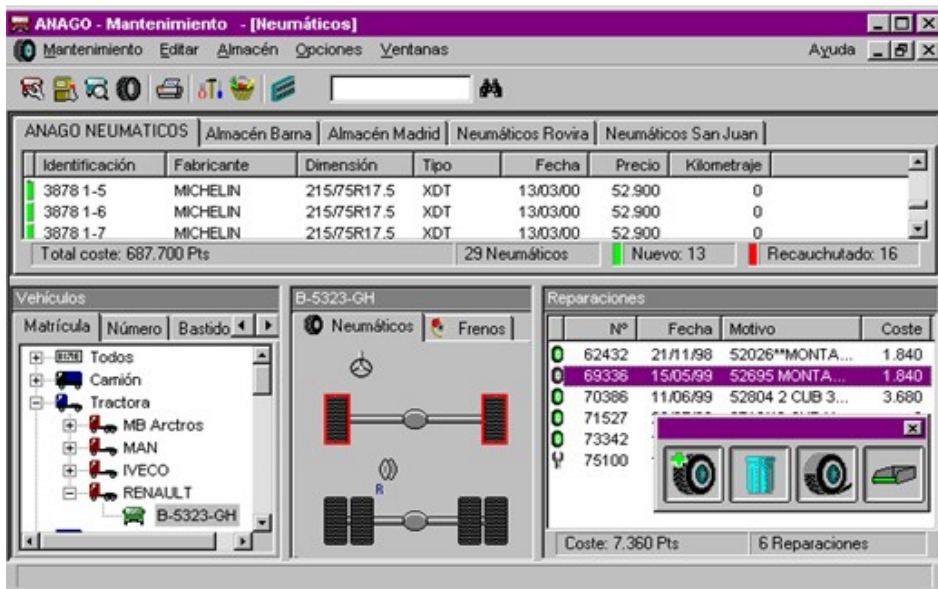 ANAGO - Mantenimiento - [Neumáticos]
Mantenimiento Editar Almacén Opciones Ventanas Ayuda
ANAGO NEUMATICOS Almacén Barna Almacén Madrid Neumáticos Rovira Neumáticos San Juan
Identificación Fabricante Dimensión Tipo Fecha Precio Kilometraje
3878 1-5 MICHELIN 215/75R17.5 XDT 13/03/00 52.900 0
3878 1-6 MICHELIN 215/75R17.5 XDT 13/03/00 52.900 0
3878 1-7 MICHELIN 215/75R17.5 XDT 13/03/00 52.900 0
Total coste: 687.700 Pts 29 Neumáticos Nuevo: 13 Recauchutado: 16
Vehículos
Matrícula Número Bastido
Todos
Camión
Tractora
MB Arctros
MAN
IVECO
RENAULT
B-5323-GH
B-5323-GH
Neumáticos Frenos
R
Reparaciones
Nº Fecha Motivo Coste
62432 21/11/98 52026**MONTA... 1.840
69336 15/05/99 52695 MONTA... 1.840
70386 11/06/99 52804 2 CUB 3... 3.680
71527
73342
75100
Coste: 7.360 Pts 6 Reparaciones